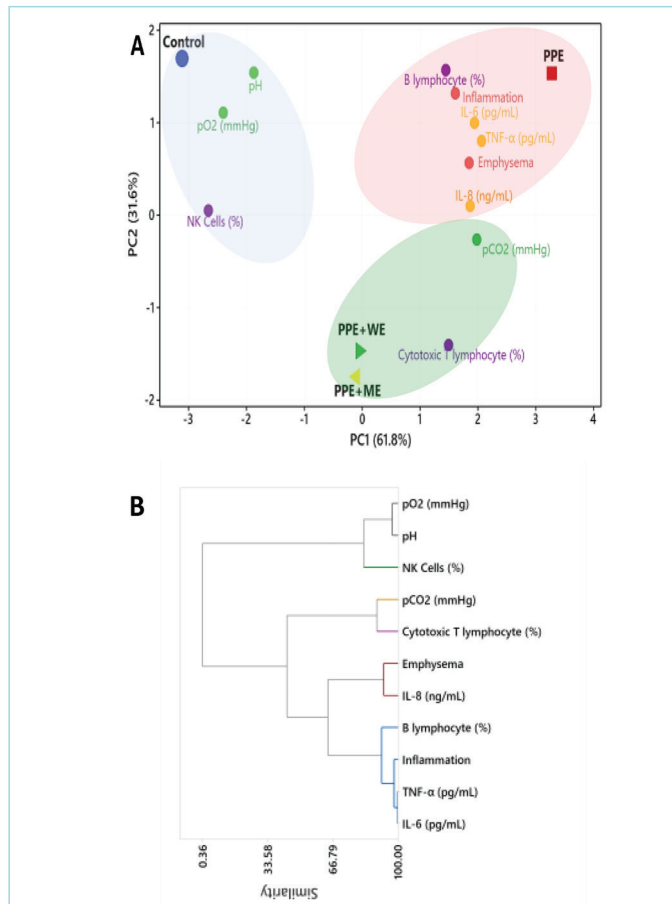 A
Control
PPE
B lymphocyte (%)
pH
Inflammation
pO2 (mmHg)
IL-6 (pg/mL)
TNF-α (pg/mL)
Emphysema
IL-8 (ng/mL)
NK Cells (%)
pCO2 (mmHg)
PPE+WE
Cytotoxic T lymphocyte (%)
PPE+ME
PC2 (31.6%)
2
1
0
-1
-2
-3
-2
-1
0
1
2
3
4
PC1 (61.8%)
B
pO2 (mmHg)
pH
NK Cells (%)
pCO2 (mmHg)
Cytotoxic T lymphocyte (%)
Emphysema
IL-8 (ng/mL)
B lymphocyte (%)
Inflammation
TNF-α (pg/mL)
IL-6 (pg/mL)
0.36
33.58
66.79
100.00
Similarity